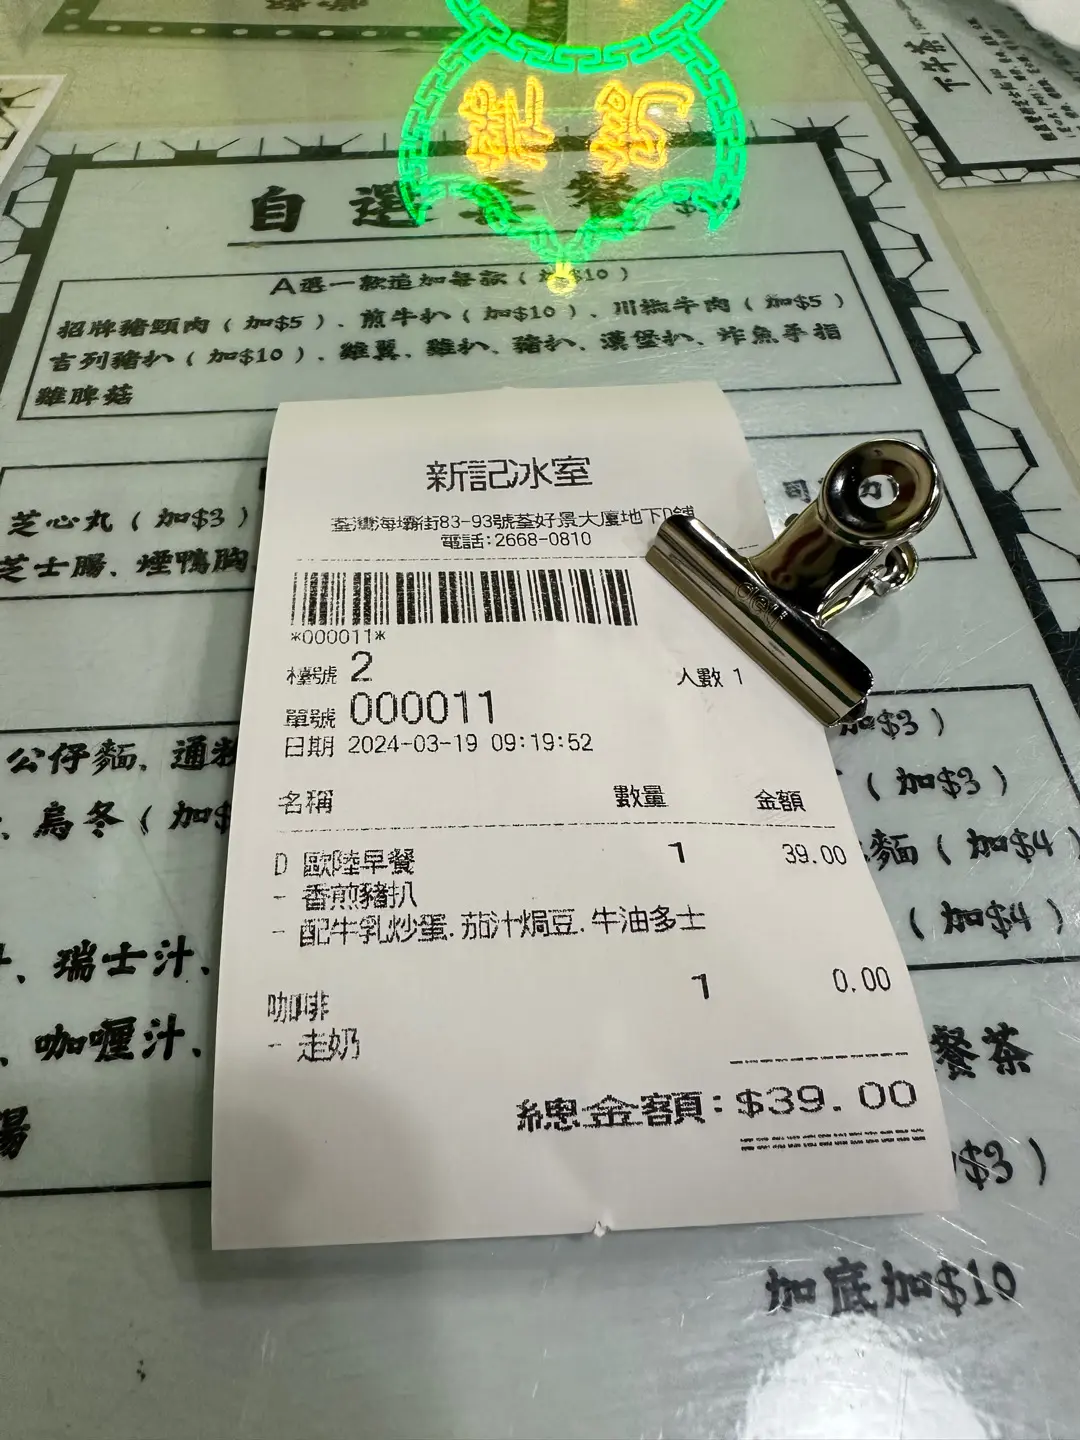 自選套餐
A選一款追加每款(加$10)
招牌豬頸肉(加$5)、煎牛扒(加$10)、川椒牛肉(加$5)
吉列豬扒(加$10)、雞翼、雞扒、豬扒、漢堡扒、炸魚手指
雞脾菇
芝心丸(加$3)
芝士腸、煙鴨胸
新記冰室
荃灣海壩街83-93號荃好景大廈地下D舖
電話:2668-0810
*000011*
檯號 2 人數 1
單號 000011
日期 2024-03-19 09:19:52
名稱 數量 金額
D 歐陸早餐 1 39.00
- 香煎豬扒
- 配牛乳炒蛋.茄汁焗豆.牛油多士
咖啡 1 0.00
- 走奶
總金額:$39.00
deli
公仔麵、通粉
、烏冬(加$
加$3)
(加$3)
麵(加$4)
(加$4)
、瑞士汁、
、咖喱汁、
湯
餐茶
$3)
加底加$10
下午茶